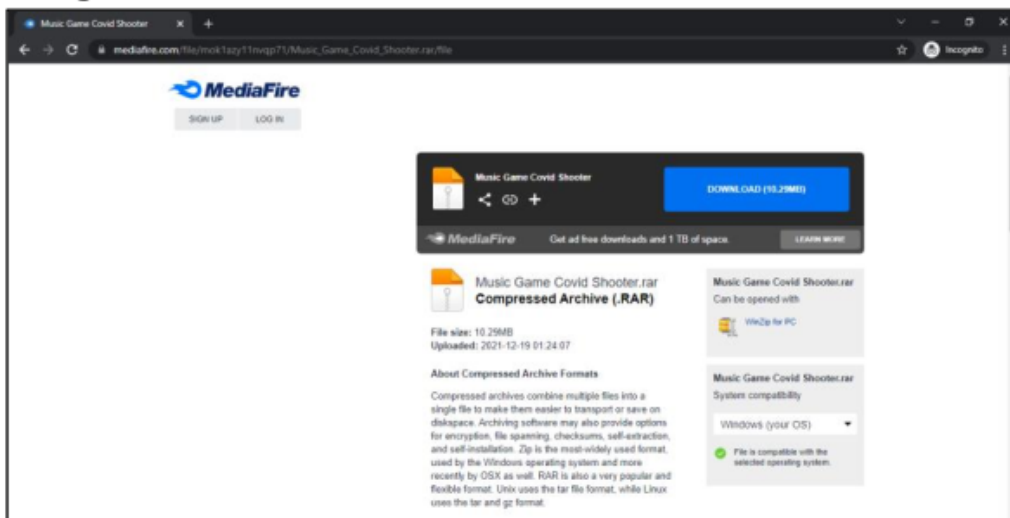 Music Game Covid Shooter
mediafire.com/file/mok1azy11nvqp71/Music_Game_Covid_Shooter.rar/file
Incognito
MediaFire
SIGN UP
LOG IN
Music Game Covid Shooter
DOWNLOAD (10.29MB)
MediaFire
Get ad free downloads and 1 TB of space.
LEARN MORE
Music Game Covid Shooter.rar
Compressed Archive (.RAR)
File size: 10.29MB
Uploaded: 2021-12-19 01:24:07
About Compressed Archive Formats
Compressed archives combine multiple files into a
single file to make them easier to transport or save on
diskspace. Archiving software may also provide options
for encryption, file spanning, checksums, self-extraction,
and self-installation. Zip is the most-widely used format,
used by the Windows operating system and more
recently by OSX as well. RAR is also a very popular and
flexible format. Unix uses the tar file format, while Linux
uses the tar and gz format.
Music Game Covid Shooter.rar
Can be opened with
WinZip for PC
Music Game Covid Shooter.rar
System compatibility
Windows (your OS)
File is compatible with the
selected operating system.